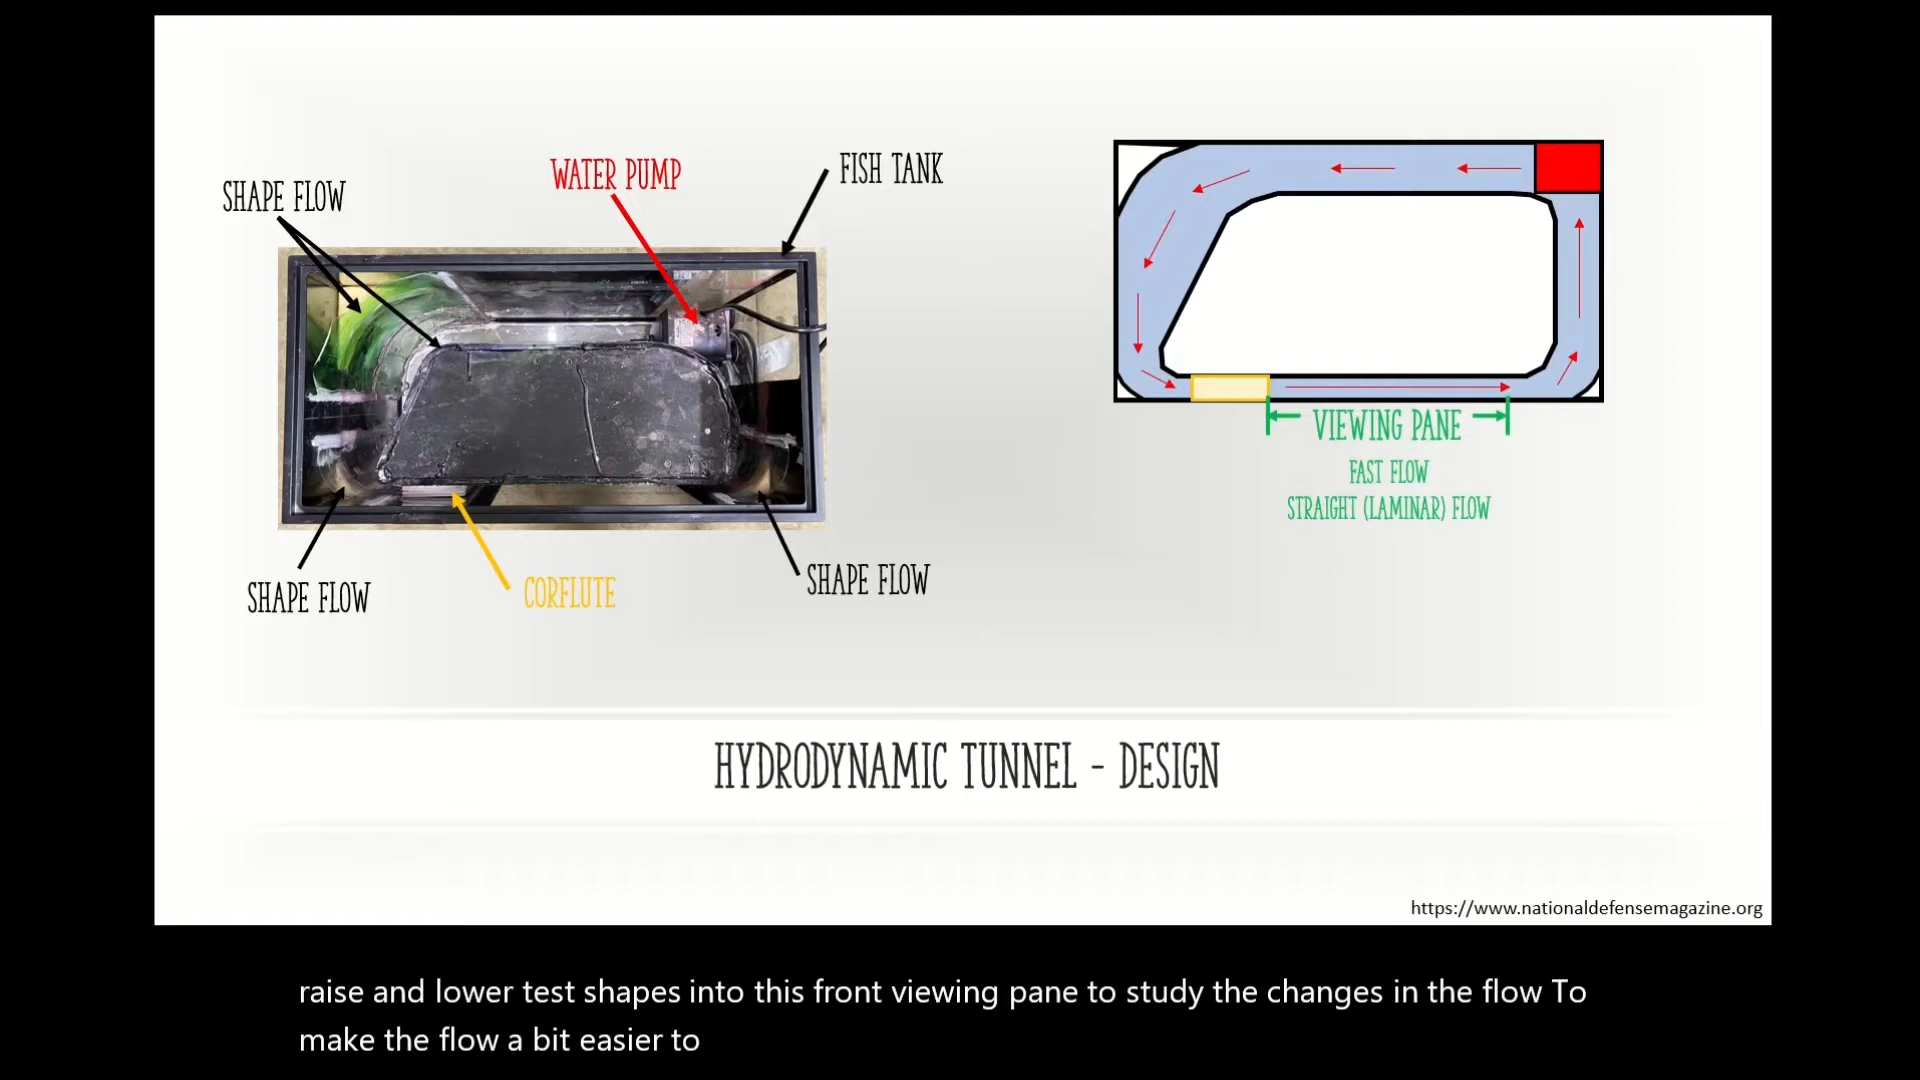 SHAPE FLOW
WATER PUMP
FISH TANK
SHAPE FLOW
CORFLUTE
SHAPE FLOW
VIEWING PANE
FAST FLOW
STRAIGHT (LAMINAR) FLOW
HYDRODYNAMIC TUNNEL - DESIGN
https://www.nationaldefensemagazine.org
raise and lower test shapes into this front viewing pane to study the changes in the flow To
make the flow a bit easier to